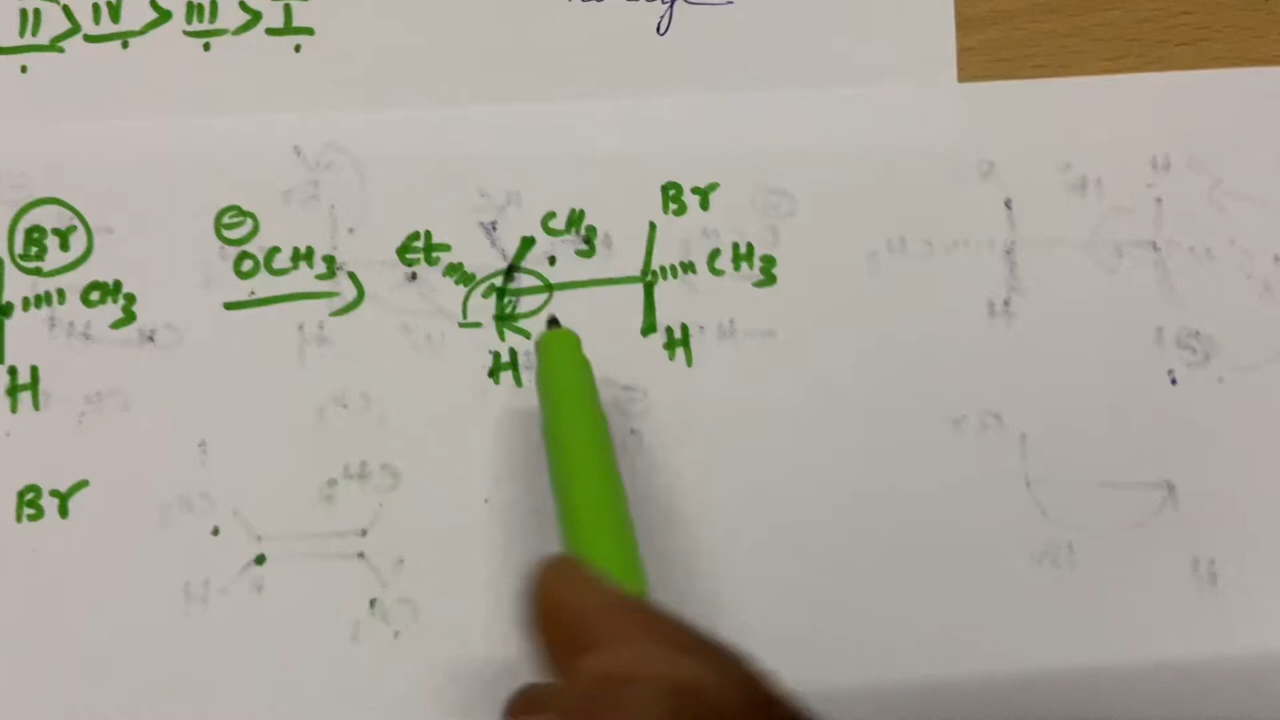 II > IV > III > I
Br
CH3
H
⊖
OCH3
Et
CH3
H
Br
CH3
H
Br